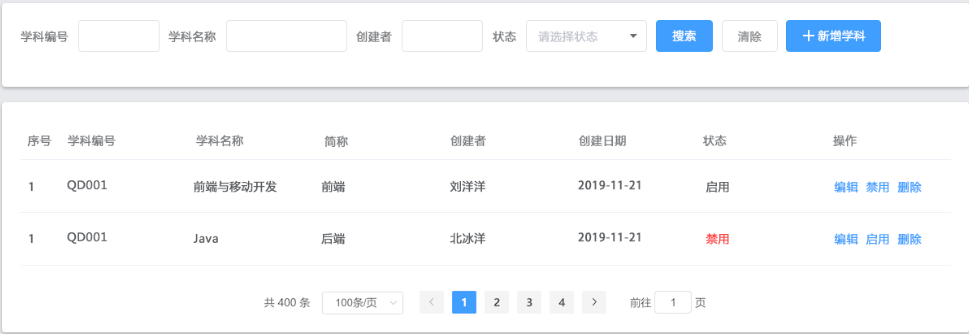 学科编号 学科名称 创建者 状态 请选择状态 搜索 清除 新增学科
序号 学科编号 学科名称 简称 创建者 创建日期 状态 操作
1 QD001 前端与移动开发 前端 刘洋洋 2019-11-21 启用 编辑 禁用 删除
1 QD001 Java 后端 北冰洋 2019-11-21 禁用 编辑 启用 删除
共 400 条 100条/页 1 2 3 4 前往 1 页